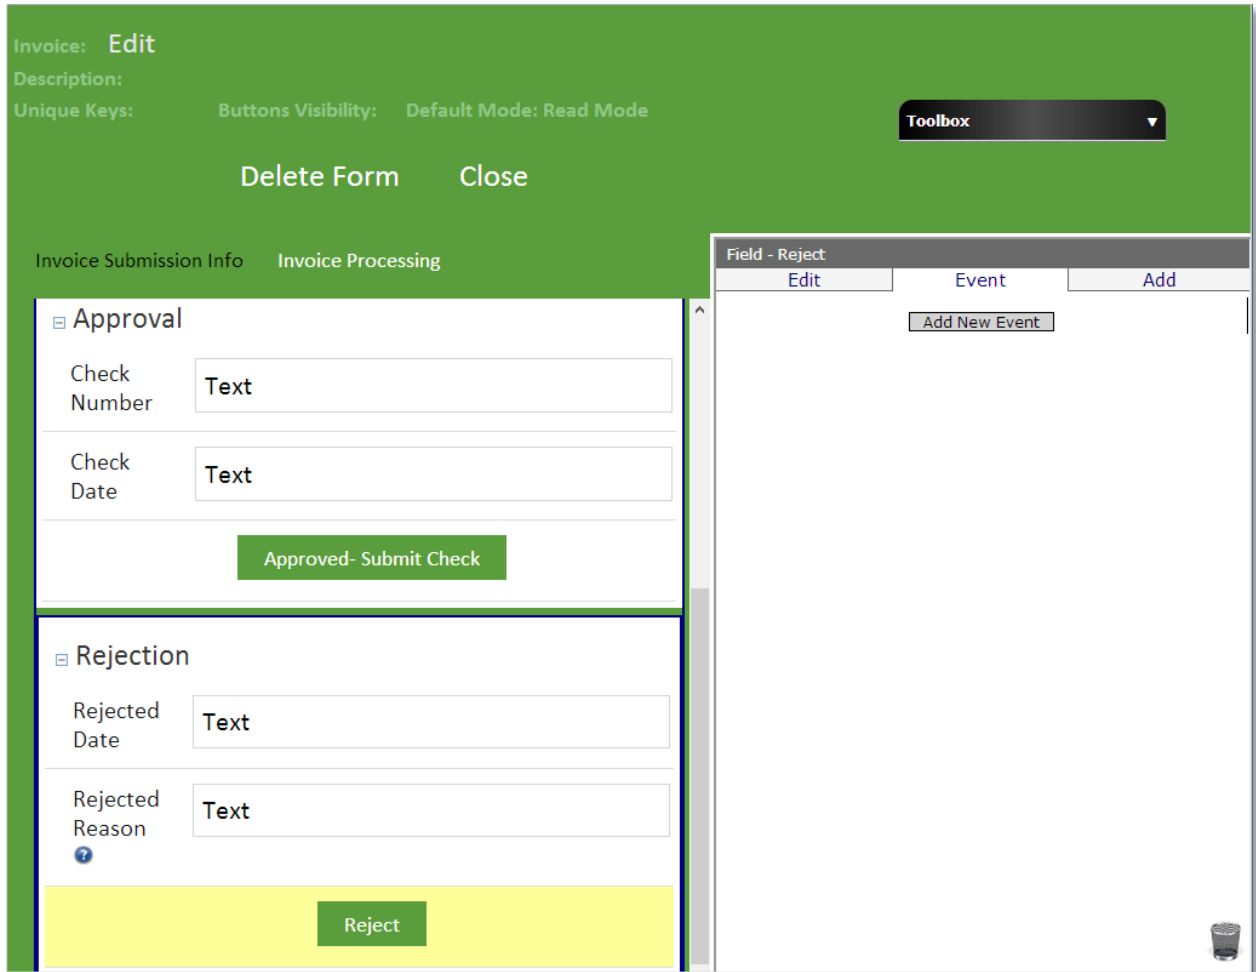 Invoice: Edit
Description:
Unique Keys: Buttons Visibility: Default Mode: Read Mode
Toolbox
Delete Form Close
Invoice Submission Info Invoice Processing
Field - Reject
Edit Event Add
Add New Event
Approval
Check
Number
Text
Check
Date
Text
Approved- Submit Check
Rejection
Rejected
Date
Text
Rejected
Reason
?
Text
Reject